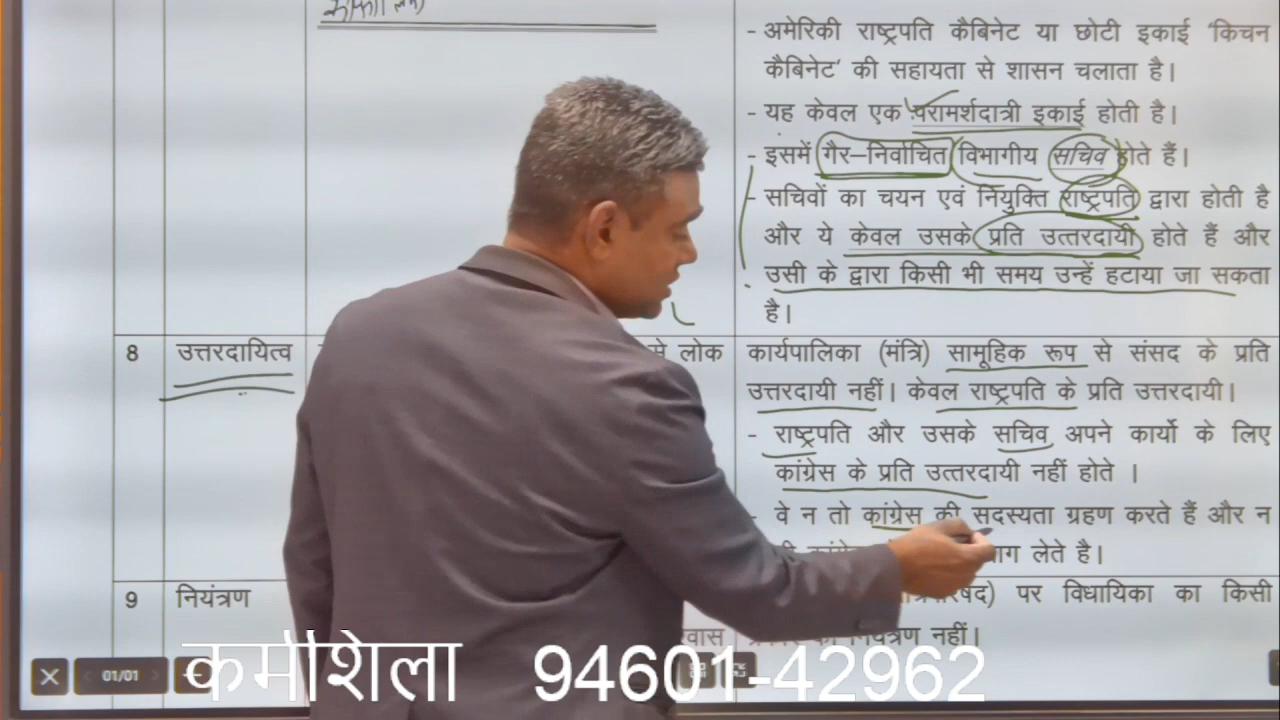 - अमेरिकी राष्ट्रपति कैबिनेट या छोटी इकाई 'किचन
कैबिनेट' की सहायता से शासन चलाता है।
- यह केवल एक परामर्शदात्री इकाई होती है।
- इसमें गैर–निर्वाचित विभागीय सचिव होते हैं।
- सचिवों का चयन एवं नियुक्ति राष्ट्रपति द्वारा होती है
और ये केवल उसके प्रति उत्तरदायी होते हैं और
उसी के द्वारा किसी भी समय उन्हें हटाया जा सकता
है।
8 उत्तरदायित्व लोक
कार्यपालिका (मंत्रि) सामूहिक रूप से संसद के प्रति
उत्तरदायी नहीं। केवल राष्ट्रपति के प्रति उत्तरदायी।
- राष्ट्रपति और उसके सचिव अपने कार्यो के लिए
कांग्रेस के प्रति उत्तरदायी नहीं होते ।
- वे न तो कांग्रेस की सदस्यता ग्रहण करते हैं और न
लेते है।
9 नियंत्रण
पर विधायिका का किसी
नियंत्रण नहीं।
01/01
कर्माशिला 94601-42962